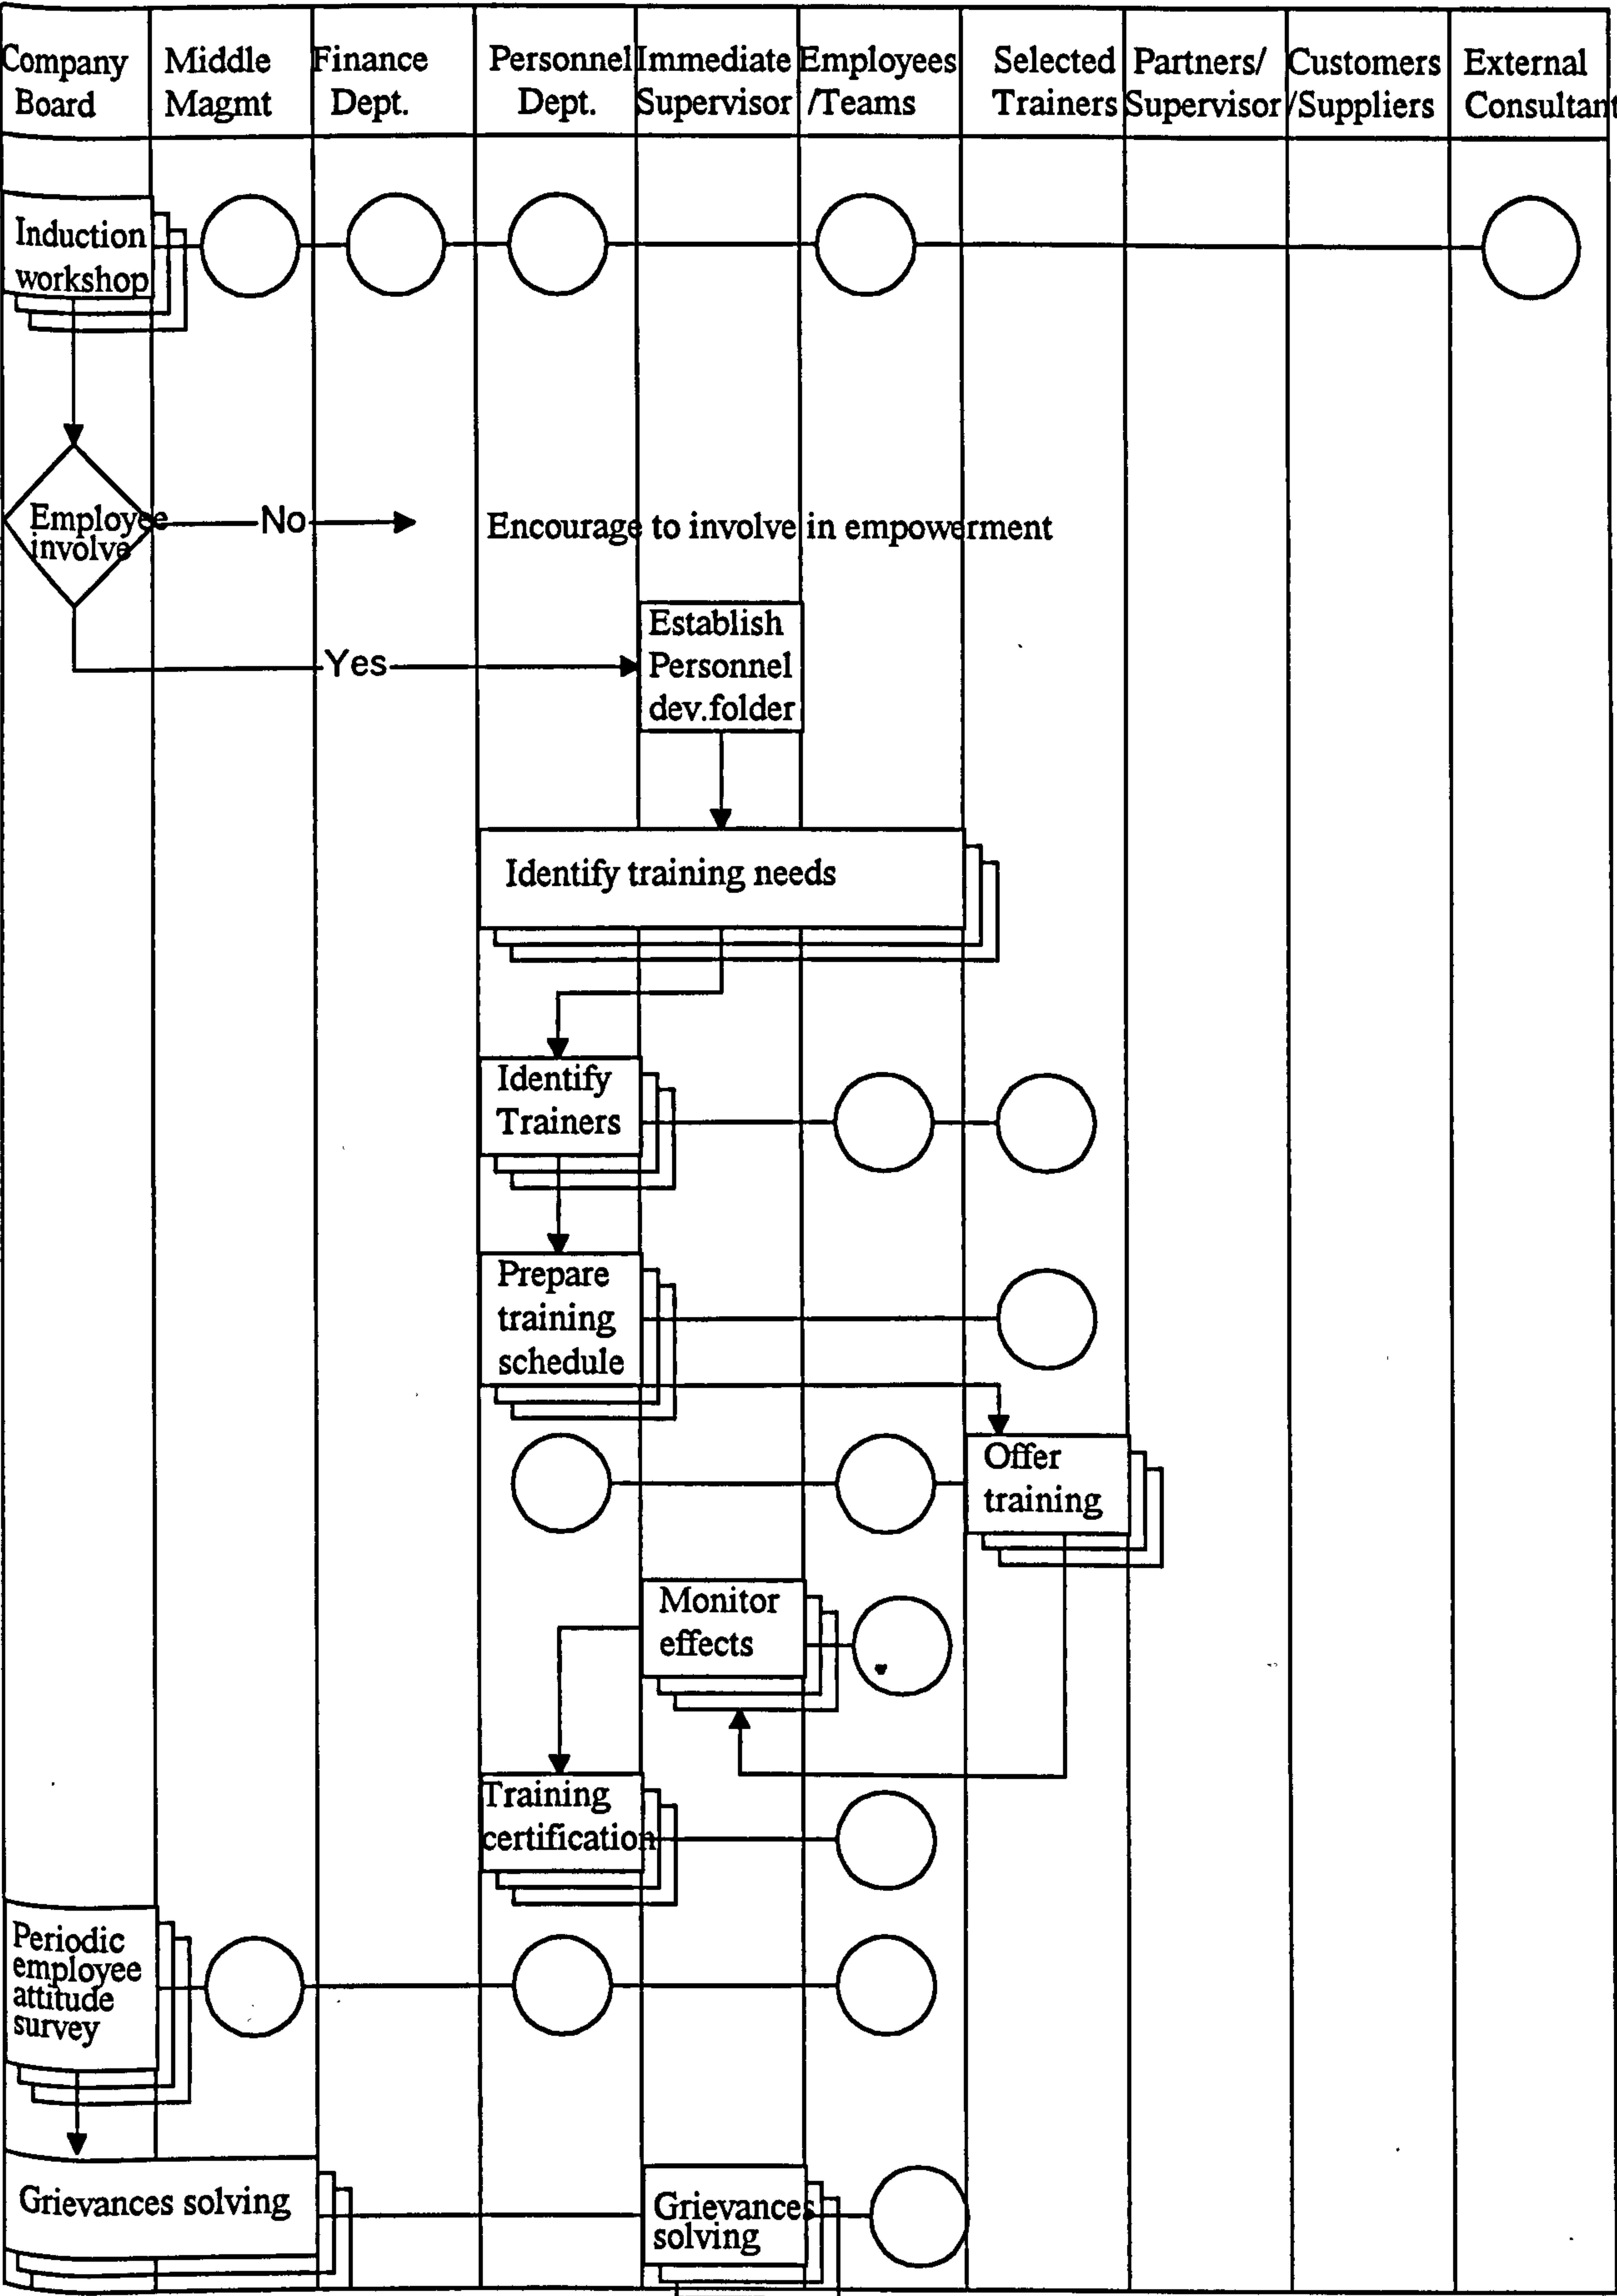 Company Board
Middle Magmt
Finance Dept.
Personnel Dept.
Immediate Supervisor
Employees /Teams
Selected Trainers
Partners/ Supervisor
Customers /Suppliers
External Consultant
Induction
workshop
Employee
involve
No
Encourage to involve in empowerment
Yes
Establish
Personnel
dev.folder
Identify training needs
Identify
Trainers
Prepare
training
schedule
Offer
training
Monitor
effects
Training
certification
Periodic
employee
attitude
survey
Grievances solving
Grievances
solving